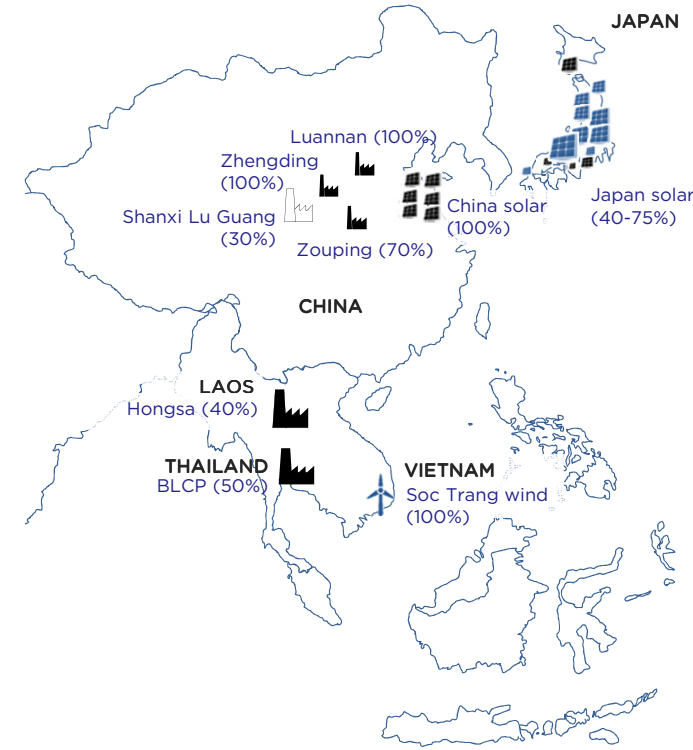 JAPAN
Luannan (100%)
Zhengding
(100%)
Shanxi Lu Guang
(30%)
Zouping (70%)
China solar
(100%)
Japan solar
(40-75%)
CHINA
LAOS
Hongsa (40%)
THAILAND
BLCP (50%)
VIETNAM
Soc Trang wind
(100%)